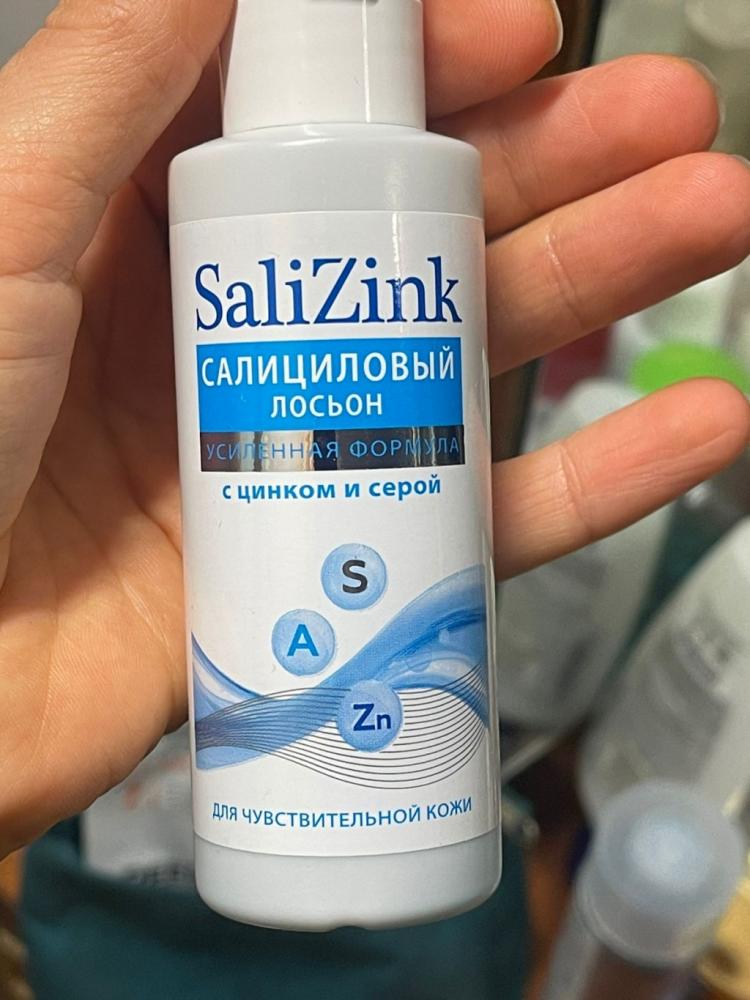 SaliZink
САЛИЦИЛОВЫЙ
ЛОСЬОН
УСИЛЕННАЯ ФОРМУЛА
с цинком и серой
S
A
Zn
ДЛЯ ЧУВСТВИТЕЛЬНОЙ КОЖИ